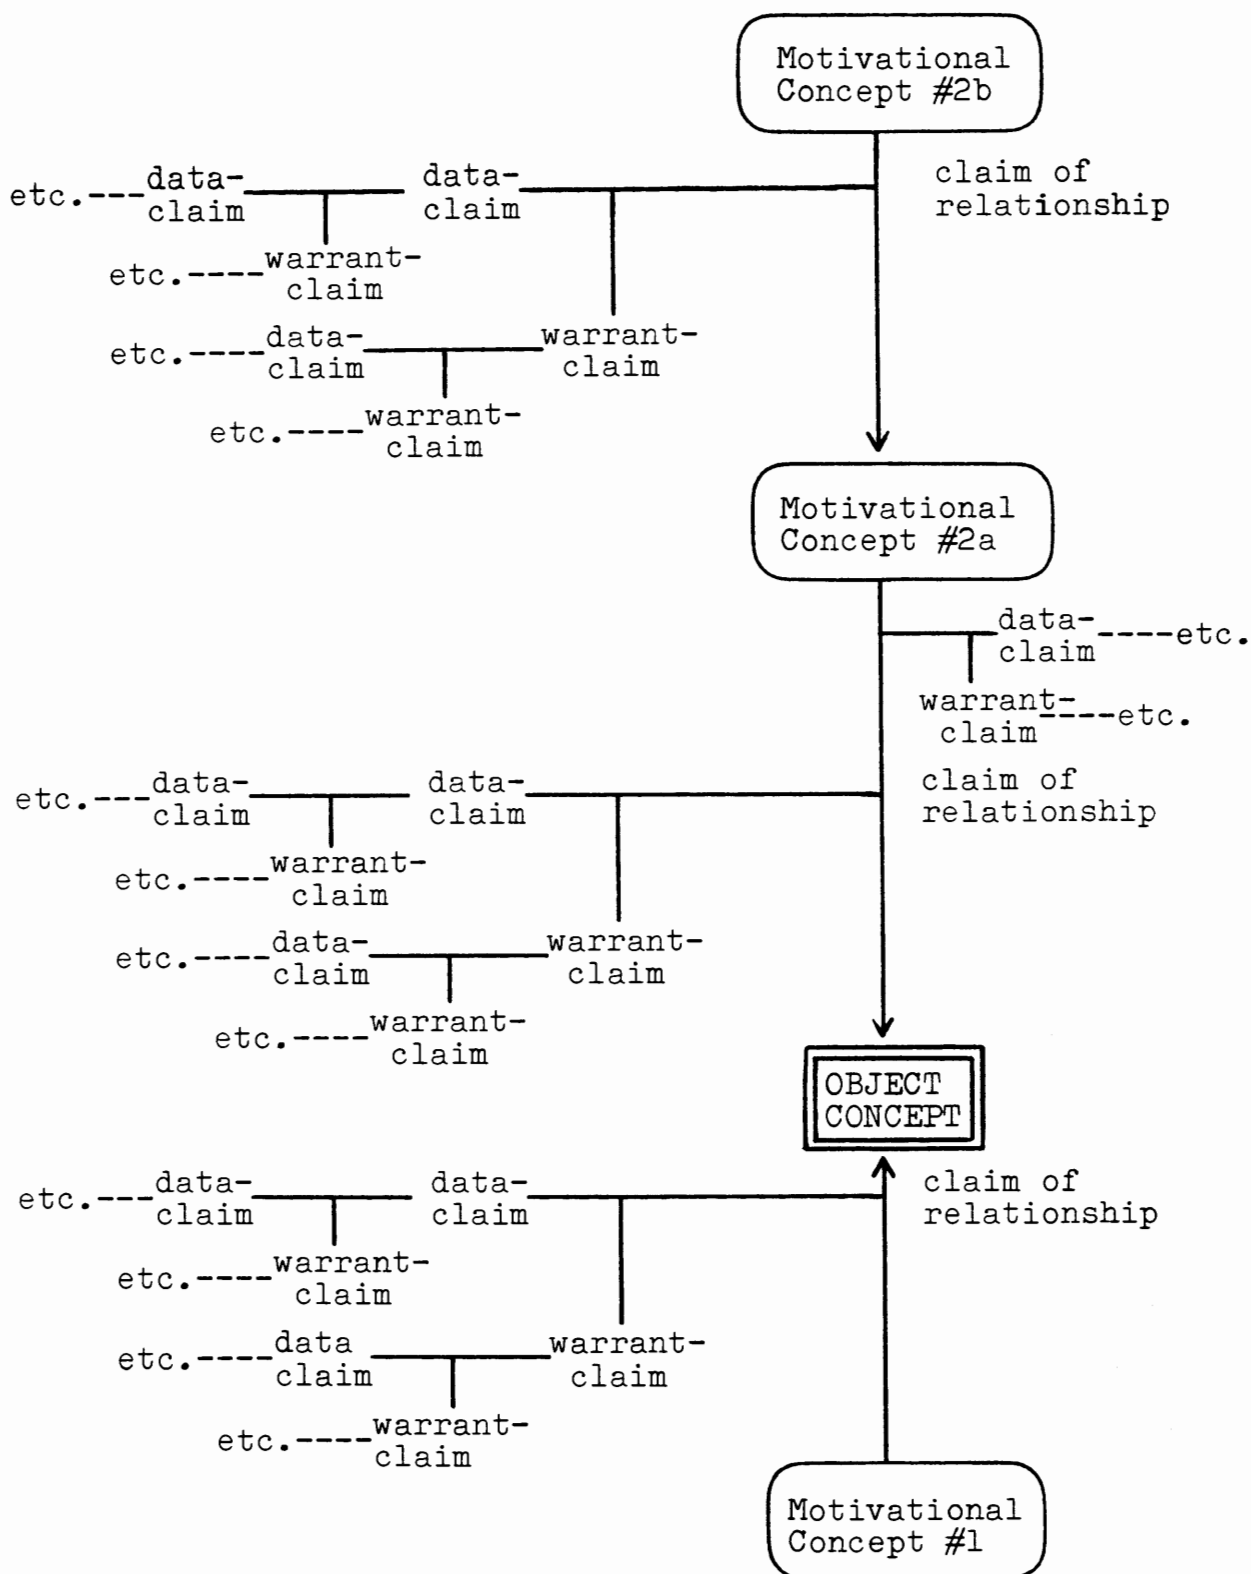 Motivational
Concept #2b
claim of
relationship
etc.---data-
claim
data-
claim
etc.----warrant-
claim
etc.----data-
claim
warrant-
claim
etc.----warrant-
claim
Motivational
Concept #2a
data-
claim----etc.
warrant-
claim----etc.
claim of
relationship
etc.---data-
claim
data-
claim
etc.----warrant-
claim
etc.----data-
claim
warrant-
claim
etc.----warrant-
claim
OBJECT
CONCEPT
claim of
relationship
etc.---data-
claim
data-
claim
etc.----warrant-
claim
etc.----data
claim
warrant-
claim
etc.----warrant-
claim
Motivational
Concept #1